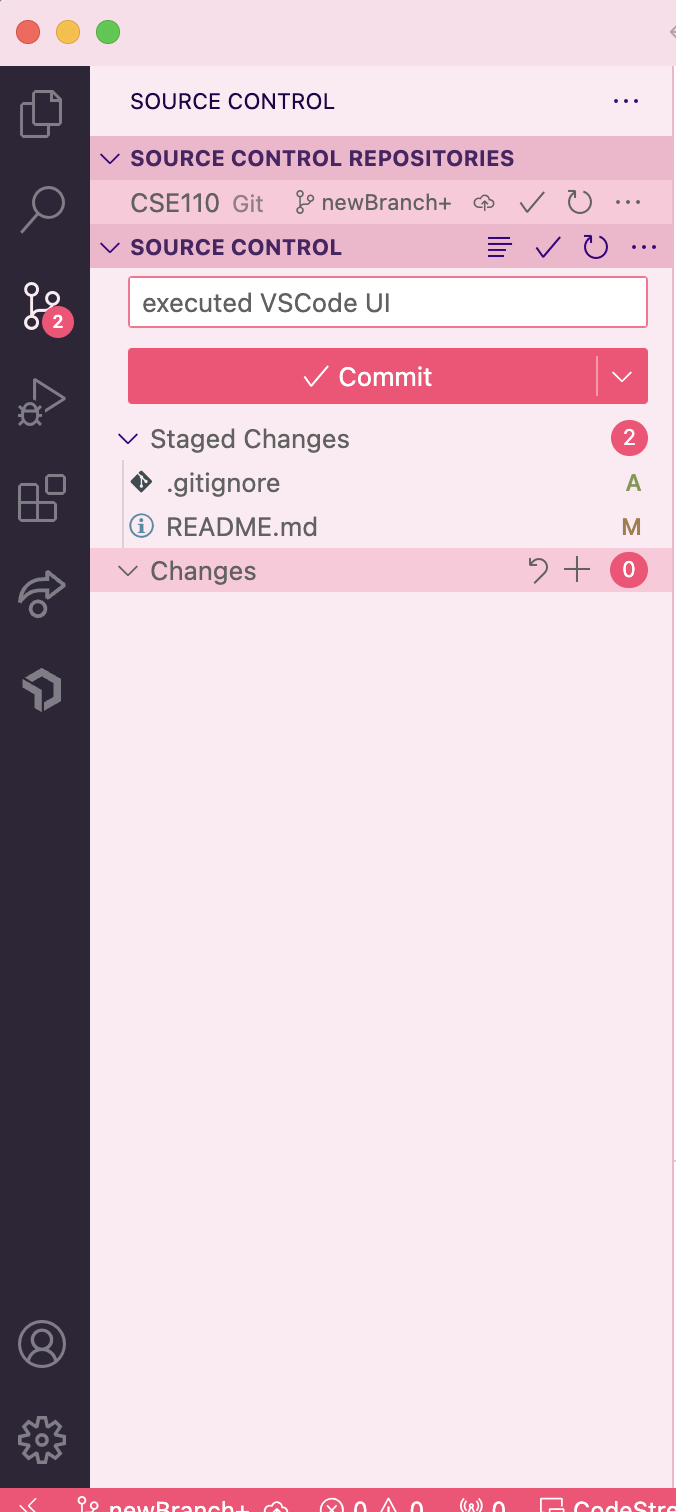 SOURCE CONTROL
SOURCE CONTROL REPOSITORIES
CSE110 Git newBranch+
SOURCE CONTROL
2
executed VSCode UI
Commit
Staged Changes 2
.gitignore A
README.md M
Changes 0
newBranch+ 0 0 0 CodeStre